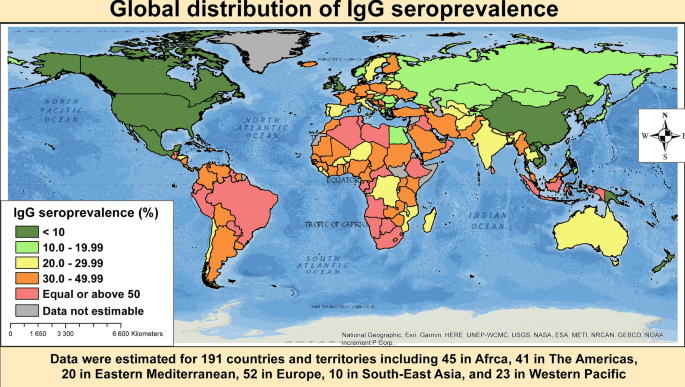 Global distribution of IgG seroprevalence
ARCTIC CIRCLE
NORTH
PACIFIC
OCEAN
NORTH
ATLANTIC
OCEAN
N
W
E
S
EQUATOR
IgG seroprevalence (%)
< 10
10.0 - 19.99
20.0 - 29.99
30.0 - 49.99
Equal or above 50
Data not estimable
0 1 650 3 300 6 600 Kilometers
TROPIC OF CAPRIC
INDIAN
OCEAN
SOUTH
ATLANTIC
OCEAN
ANTARCTIC CIRCLE
National Geographic, Esri, Garmin, HERE, UNEP-WCMC, USGS, NASA, ESA, METI, NRCAN, GEBCO, NOAA,
increment P Corp.
Data were estimated for 191 countries and territories including 45 in Afrca, 41 in The Americas,
20 in Eastern Mediterranean, 52 in Europe, 10 in South-East Asia, and 23 in Western Pacific